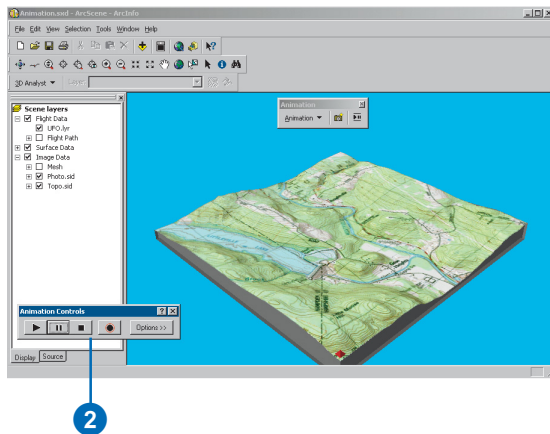 Animation.sxd - ArcScene - ArcInfo
File Edit View Selection Tools Window Help
3D Analyst Layer:
Animation
Animation
Scene layers
Flight Data
UFO.lyr
Flight Path
Surface Data
Image Data
Mesh
Photo.sid
Topo.sid
Animation Controls
Options >>
Display Source
2